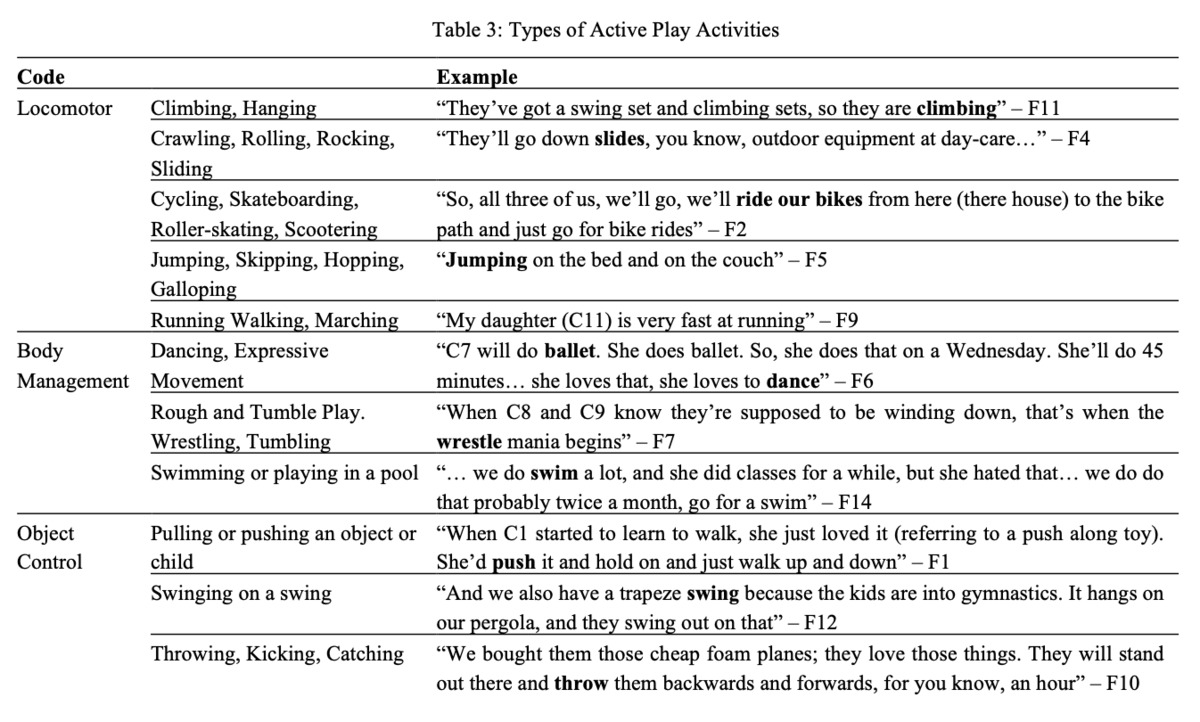 Table 3: Types of Active Play Activities
Code Example
Locomotor Climbing, Hanging “They’ve got a swing set and climbing sets, so they are climbing” – F11
Crawling, Rolling, Rocking, “They’ll go down slides, you know, outdoor equipment at day-care…” – F4
Sliding
Cycling, Skateboarding, “So, all three of us, we’ll go, we’ll ride our bikes from here (there house) to the bike
Roller-skating, Scootering path and just go for bike rides” – F2
Jumping, Skipping, Hopping, “Jumping on the bed and on the couch” – F5
Galloping
Running Walking, Marching “My daughter (C11) is very fast at running” – F9
Body Dancing, Expressive “C7 will do ballet. She does ballet. So, she does that on a Wednesday. She’ll do 45
Management Movement minutes… she loves that, she loves to dance” – F6
Rough and Tumble Play. “When C8 and C9 know they’re supposed to be winding down, that’s when the
Wrestling, Tumbling wrestle mania begins” – F7
Swimming or playing in a pool “… we do swim a lot, and she did classes for a while, but she hated that… we do do
that probably twice a month, go for a swim” – F14
Object Pulling or pushing an object or “When C1 started to learn to walk, she just loved it (referring to a push along toy).
Control child She’d push it and hold on and just walk up and down” – F1
Swinging on a swing “And we also have a trapeze swing because the kids are into gymnastics. It hangs on
our pergola, and they swing out on that” – F12
Throwing, Kicking, Catching “We bought them those cheap foam planes; they love those things. They will stand
out there and throw them backwards and forwards, for you know, an hour” – F10